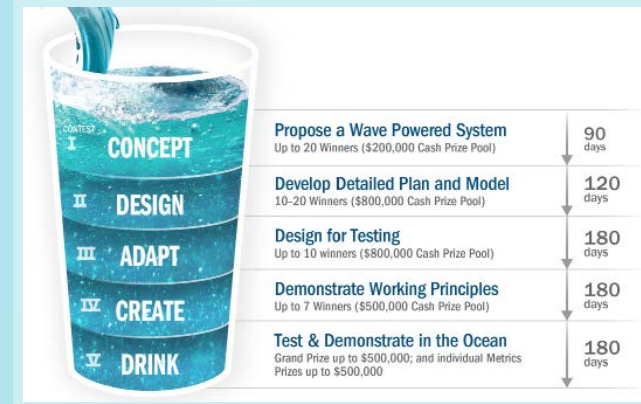 CONTEST
I CONCEPT
Propose a Wave Powered System
Up to 20 Winners ($200,000 Cash Prize Pool)
90
days
II DESIGN
Develop Detailed Plan and Model
10–20 Winners ($800,000 Cash Prize Pool)
120
days
III ADAPT
Design for Testing
Up to 10 winners ($800,000 Cash Prize Pool)
180
days
IV CREATE
Demonstrate Working Principles
Up to 7 Winners ($500,000 Cash Prize Pool)
180
days
V DRINK
Test & Demonstrate in the Ocean
Grand Prize up to $500,000; and individual Metrics
Prizes up to $500,000
180
days